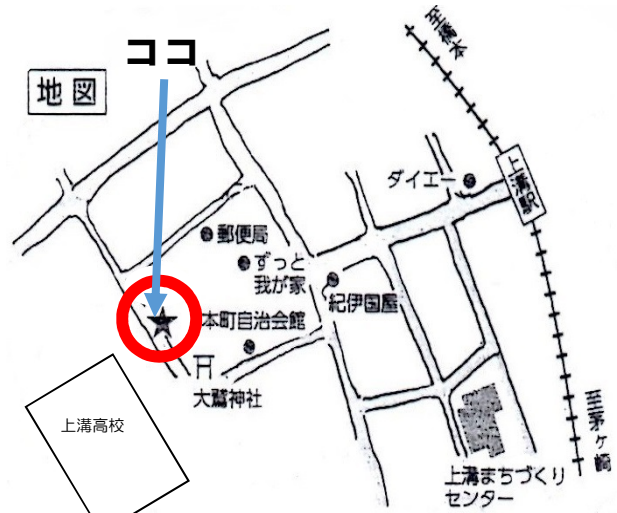 ココ
地図
至橋本
上溝駅
ダイエー
郵便局
ずっと
我が家
紀伊国屋
本町自治会館
大鷲神社
上溝高校
上溝まちづくり
センター
至茅ヶ崎